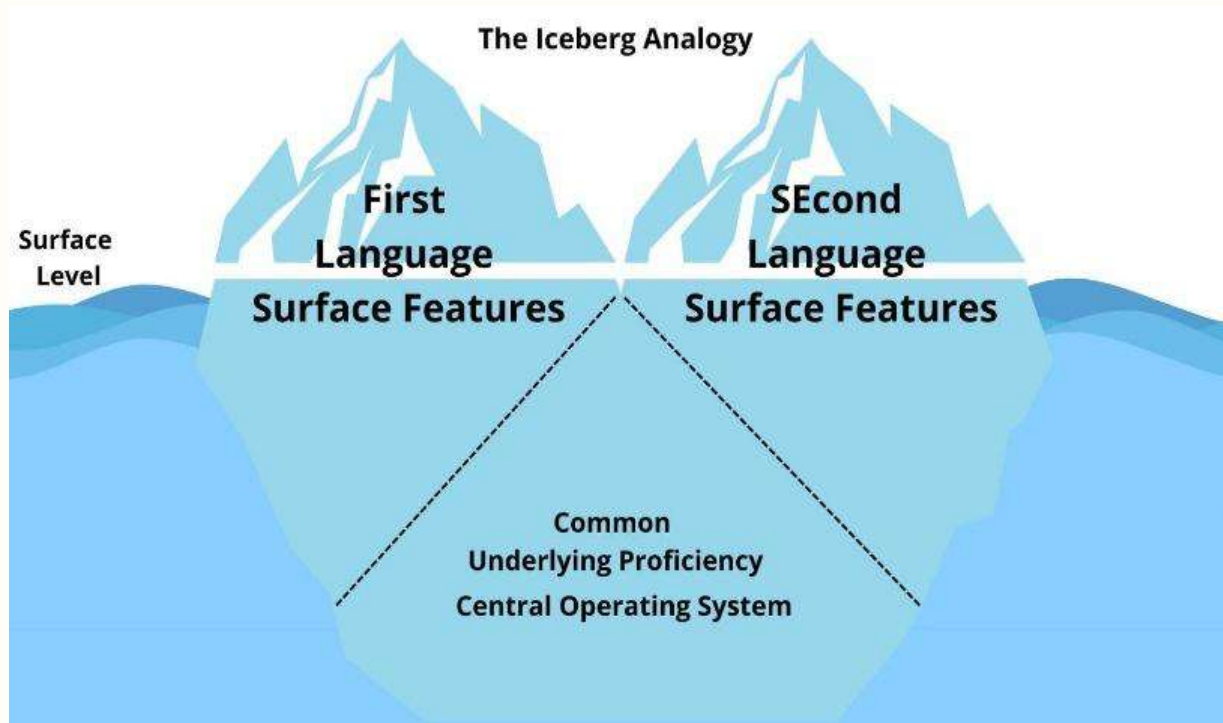 The Iceberg Analogy
First
Language
Surface Features
SEcond
Language
Surface Features
Surface
Level
Common
Underlying Proficiency
Central Operating System